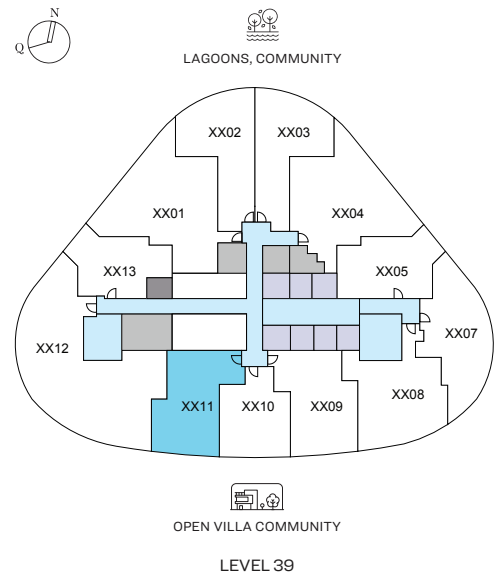 N
Q
LAGOONS, COMMUNITY
XX02
XX03
XX01
XX04
XX13
XX05
XX12
XX07
XX11
XX10
XX09
XX08
OPEN VILLA COMMUNITY
LEVEL 39